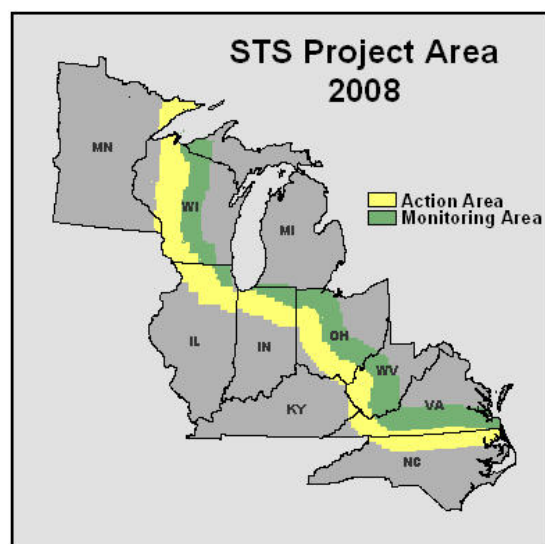 STS Project Area
2008
MN
WI
MI
Action Area
Monitoring Area
IL
IN
OH
WV
KY
VA
NC